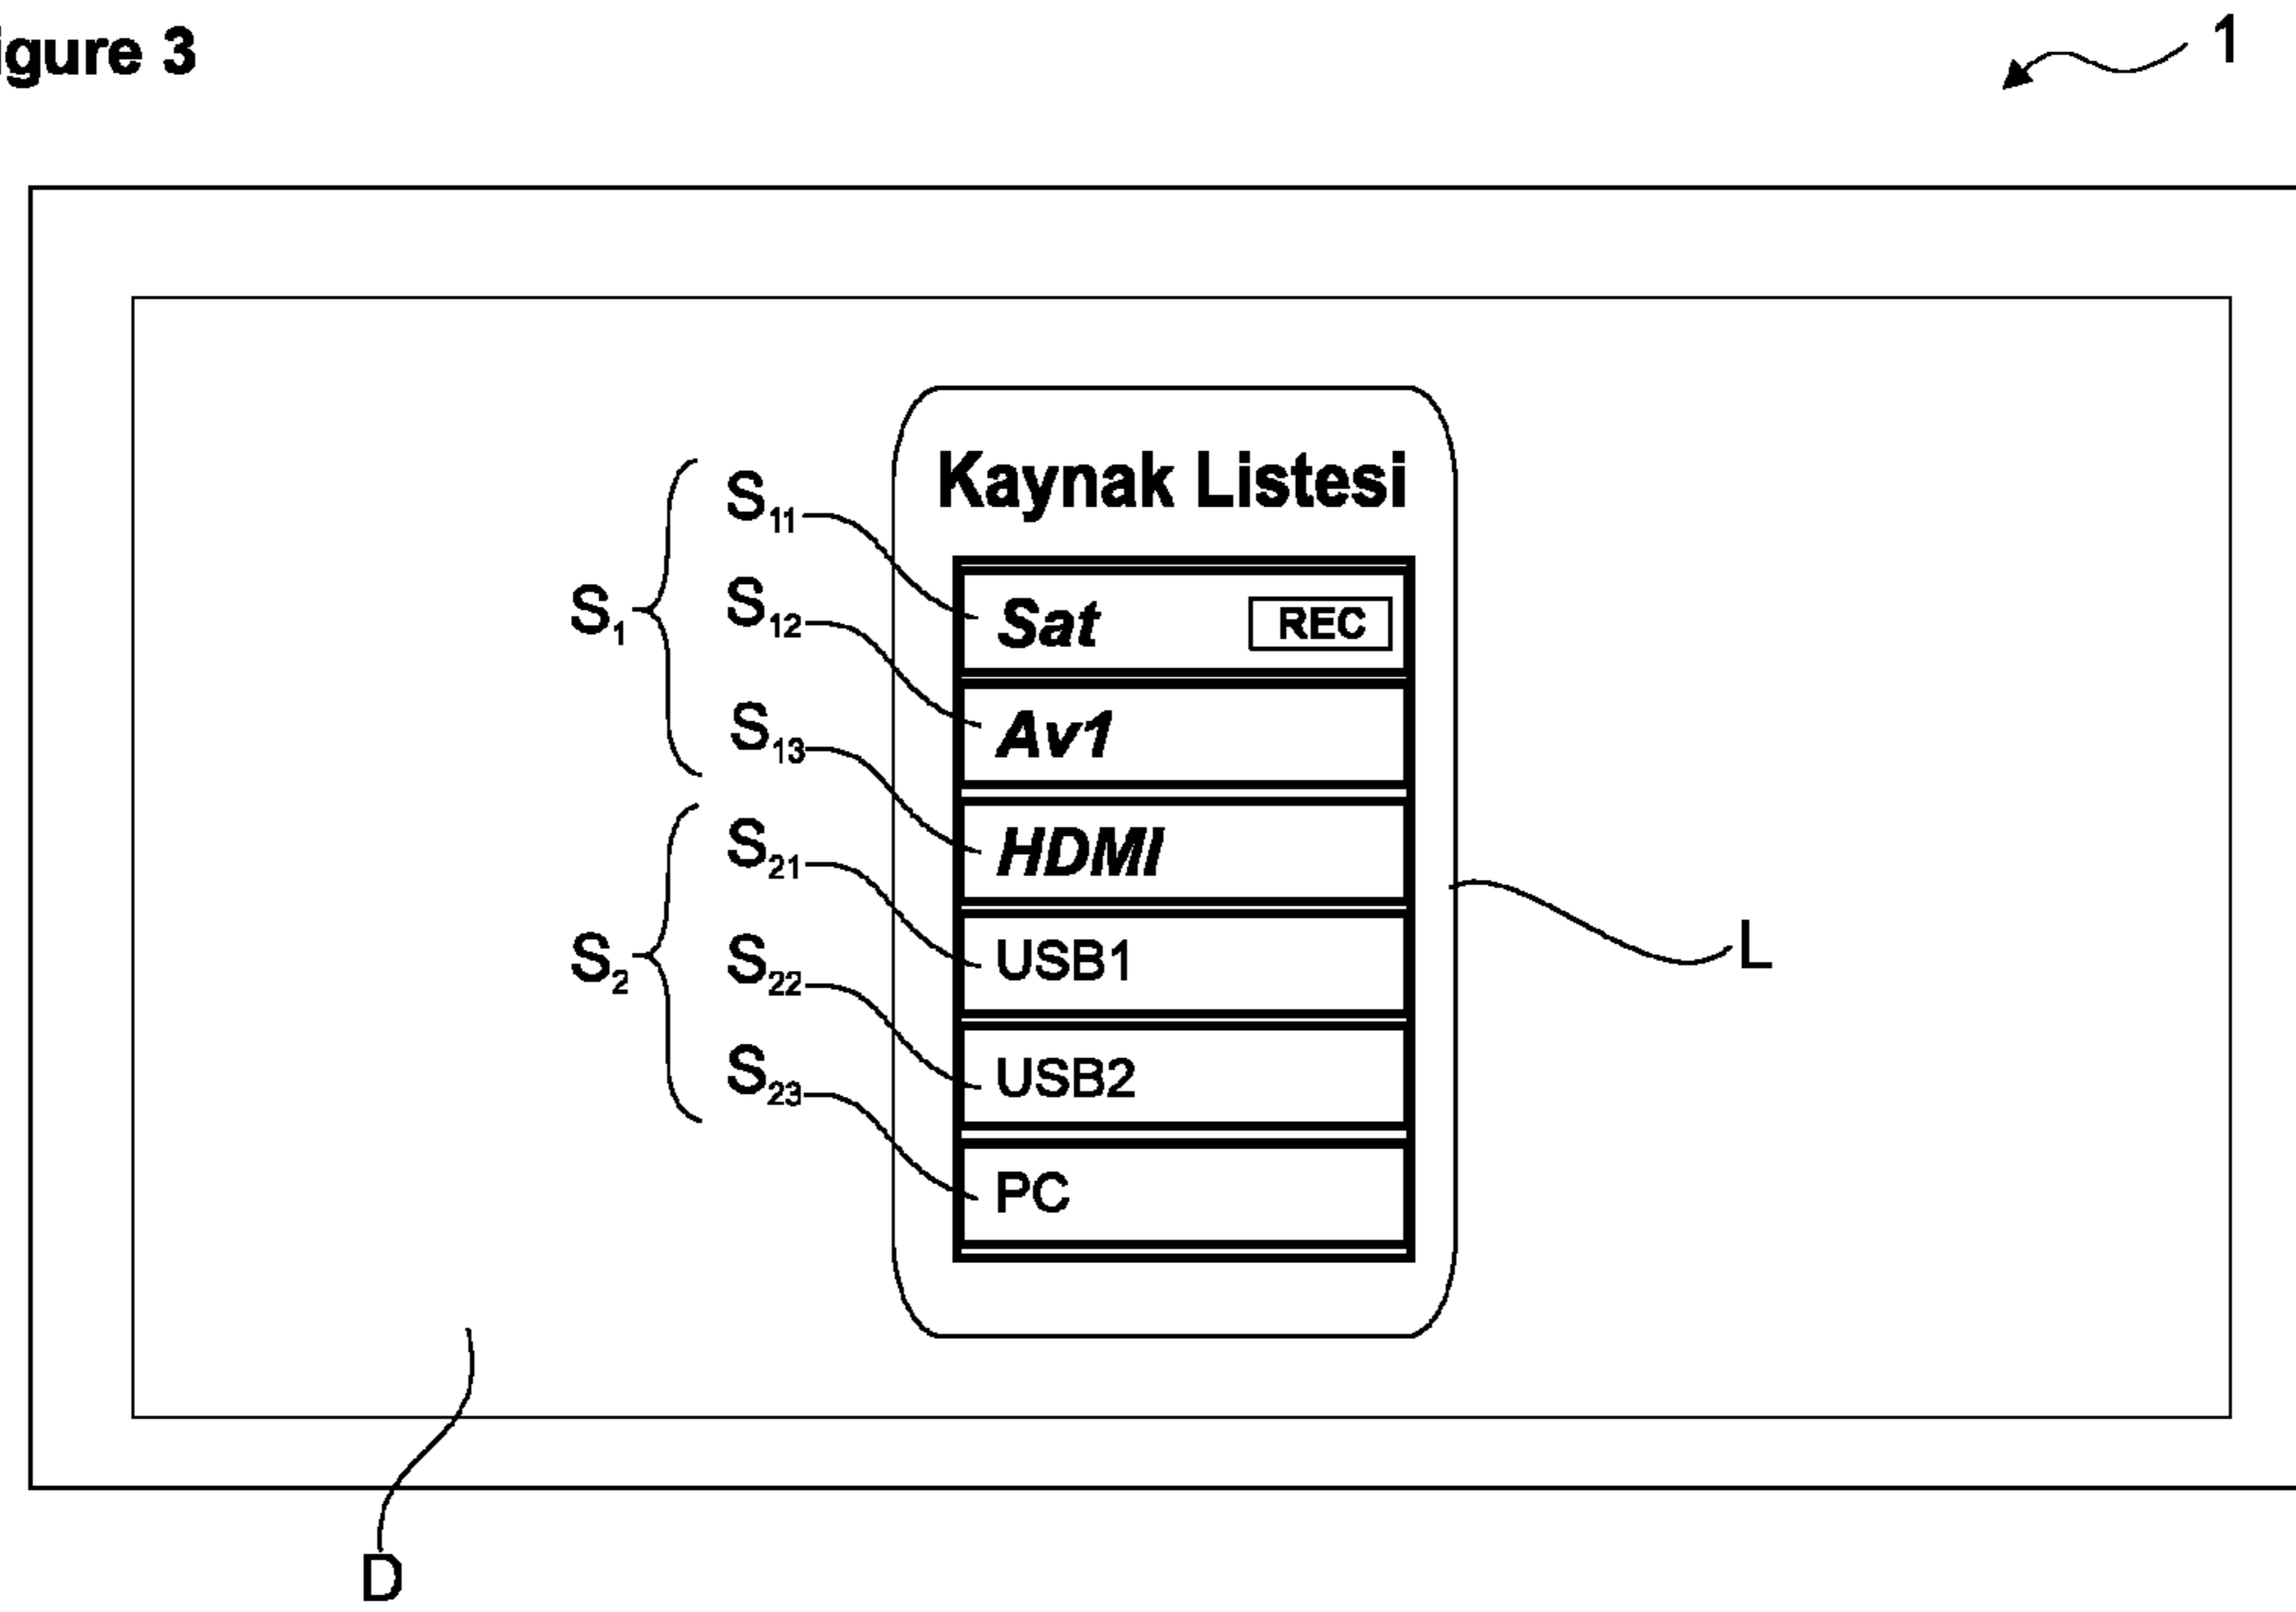 igure 3
1
Kaynak Listesi
S11
Sat REC
S1
S12
Av1
S13
HDMI
S21
USB1
L
S2
S22
USB2
S23
PC
D